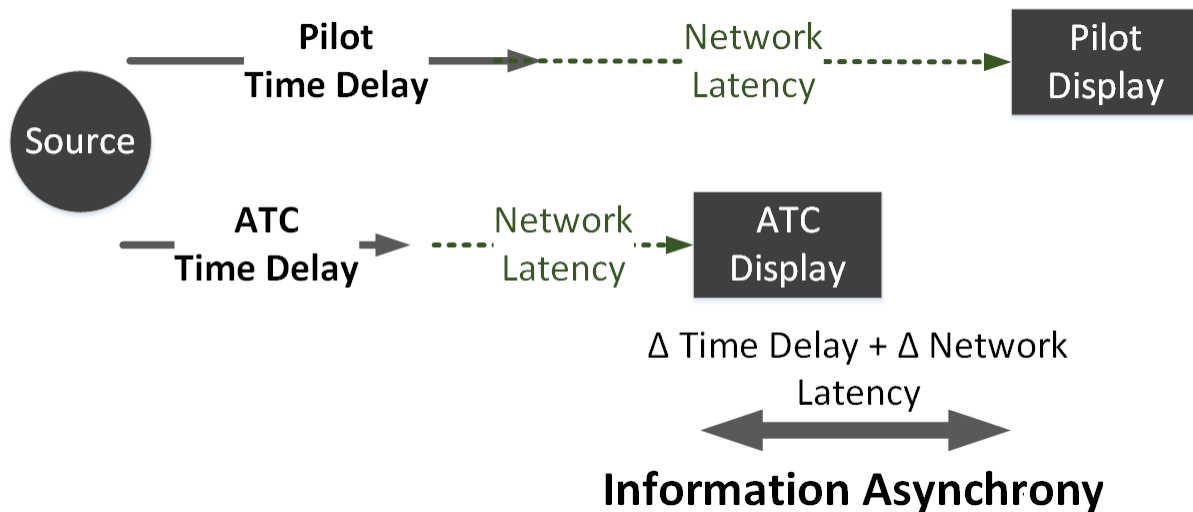 Pilot
Time Delay
Network
Latency
Pilot
Display
Source
ATC
Time Delay
Network
Latency
ATC
Display
Δ Time Delay + Δ Network
Latency
Information Asynchrony